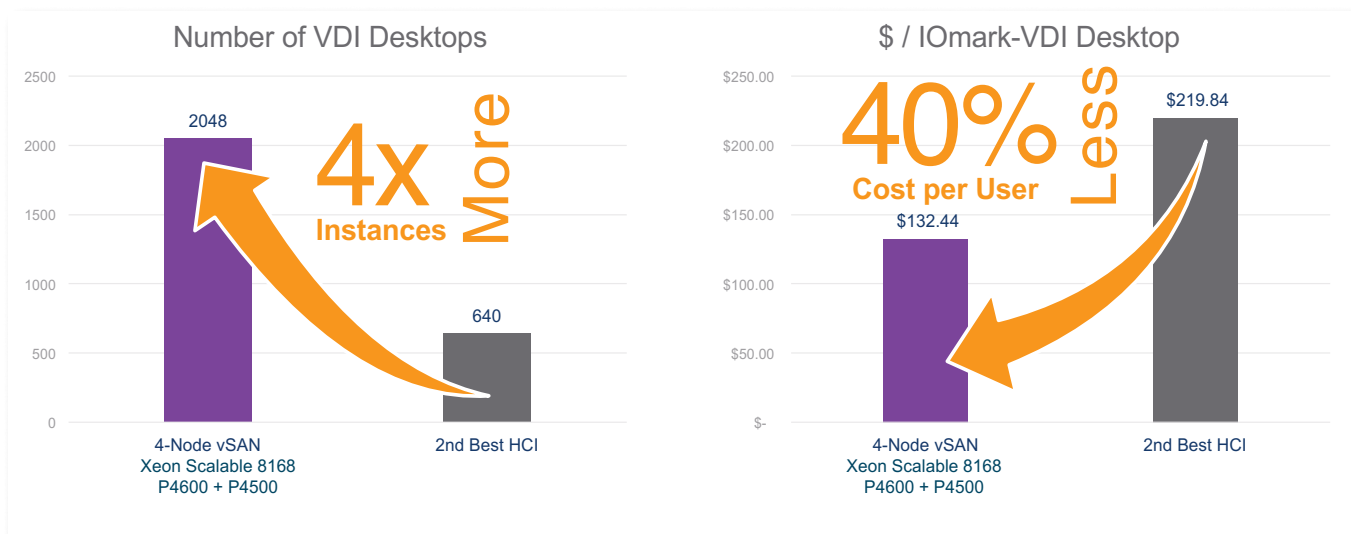 Number of VDI Desktops
2500
2000
1500
1000
500
0
2048
640
4x
Instances
More
4-Node vSAN
Xeon Scalable 8168
P4600 + P4500
2nd Best HCI
$ / IOmark-VDI Desktop
$250.00
$200.00
$150.00
$100.00
$50.00
$-
$132.44
$219.84
40%
Cost per User
Less
4-Node vSAN
Xeon Scalable 8168
P4600 + P4500
2nd Best HCI